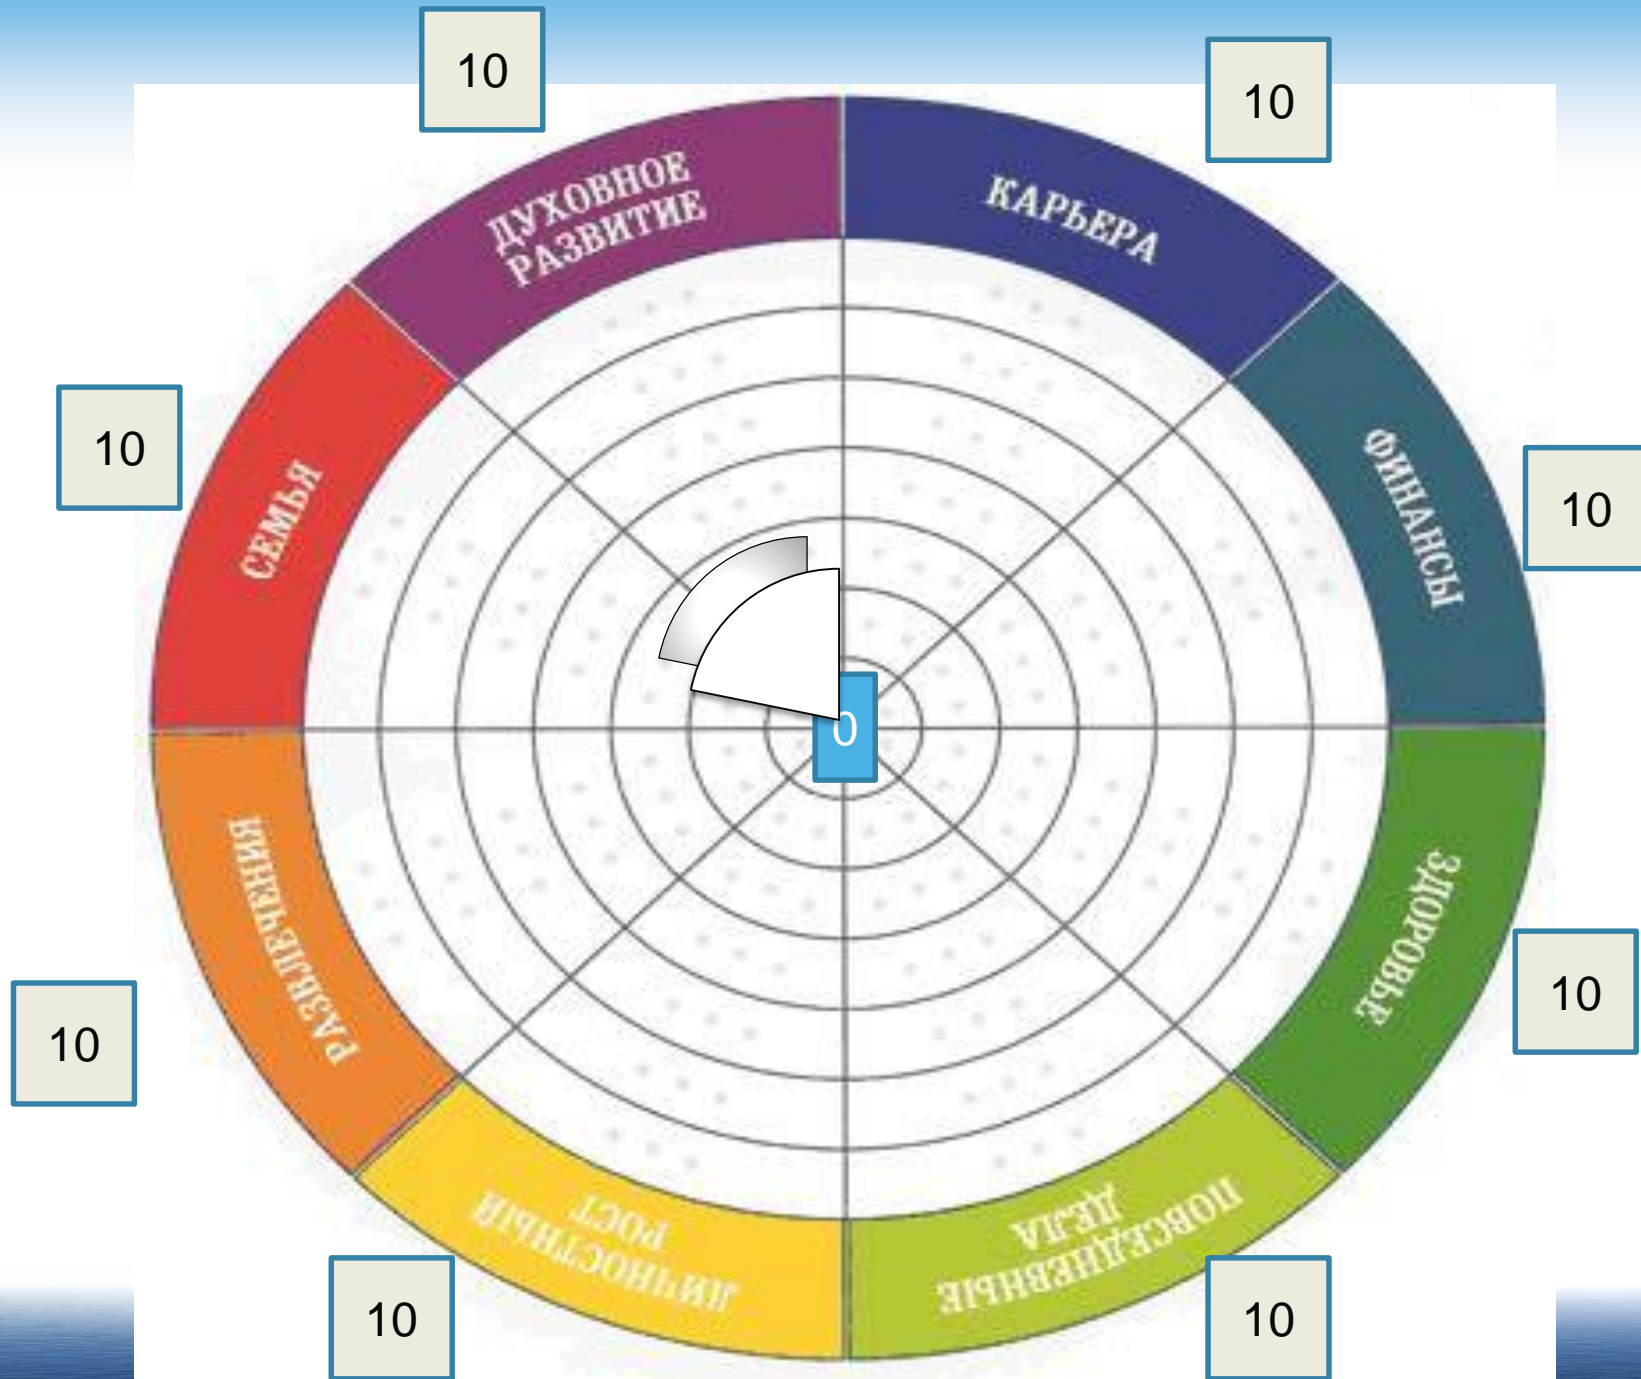 10
10
ДУХОВНОЕ
РАЗВИТИЕ
КАРЬЕРА
10
СЕМЬЯ
ФИНАНСЫ
10
0
РАЗВЛЕЧЕНИЯ
ЗДОРОВЬЕ
10
10
ЛИЧНОСТНЫЙ
РОСТ
ПОВСЕДНЕВНЫЕ
ДЕЛА
10
10